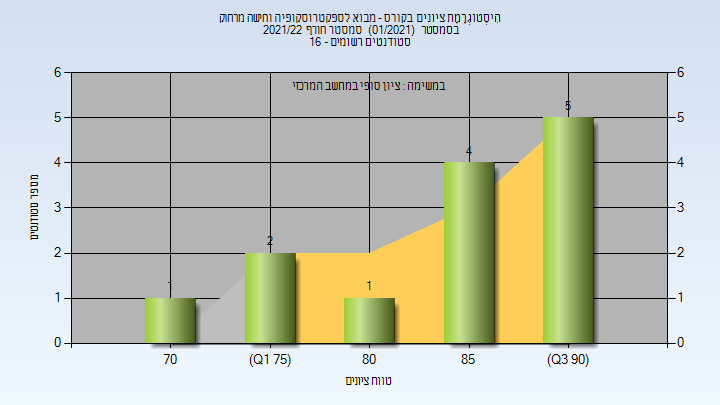 הִיסְטוֹגְרָמַת ציונים בקורס - מבוא לספקטרוסקופיה וחישה מרחוק
בסמסטר (01/2021) סמסטר חורף 2021/22
סטודנטים רשומים - 16
במשימה : ציון סופי במחשב המרכזי
6 6
5 5
4 4
3 3
2 2
1 1
0 0
1 2 1 4 5
מספר סטודנטים
70 (Q1 75) 80 85 (Q3 90)
טווח ציונים